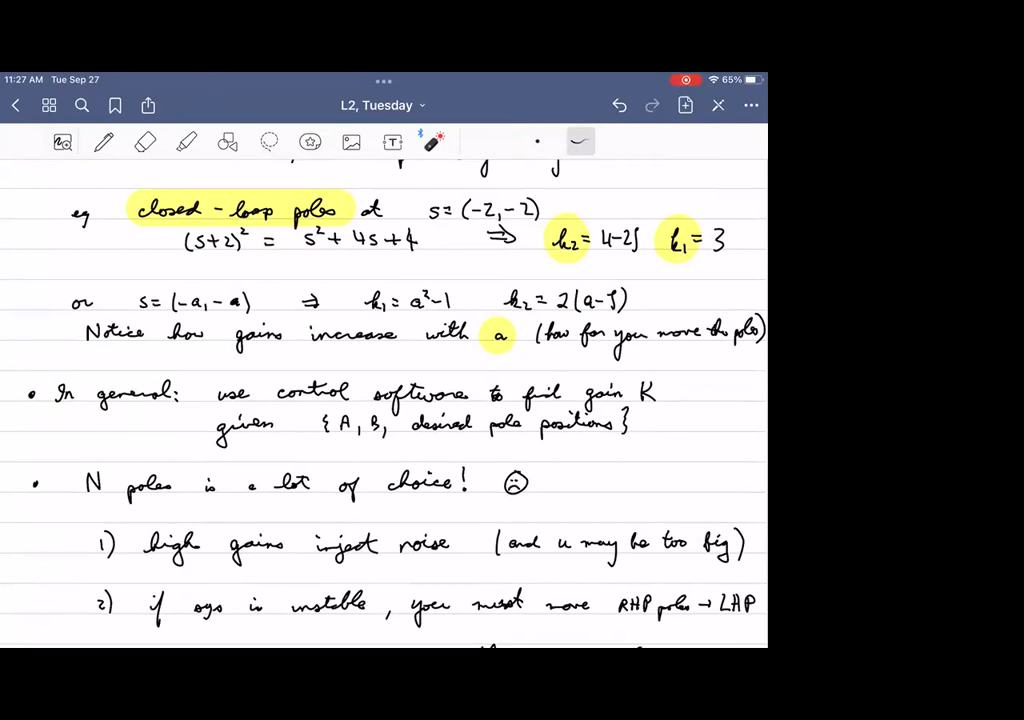 11:27 AM Tue Sep 27
65%
L2, Tuesday
eg closed-loop poles at s = (-2, -2)
(s+2)² = s² + 4s + 4 ⇒ k₂ = 4-2ζ k₁ = 3
or s = (-a, -a) ⇒ k₁ = a²-1 k₂ = 2(a-ζ)
Notice how gains increase with a (how far you move the poles)
• In general: use control software to find gain K
given {A, B, desired pole positions}
• N poles is a lot of choice! ☹
1) high gains inject noise (and u may be too big)
2) if sys is unstable, you must move RHP poles → LHP